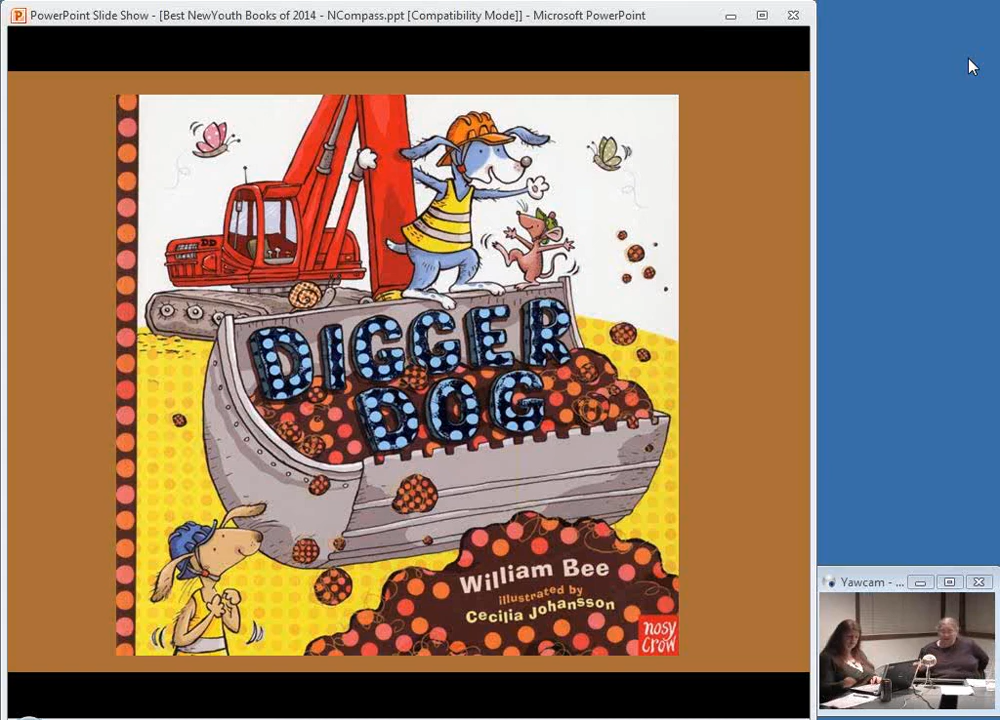 PowerPoint Slide Show - [Best NewYouth Books of 2014 - NCompass.ppt [Compatibility Mode]] - Microsoft PowerPoint
DD
DIGGER
DOG
William Bee
illustrated by
Cecilia Johansson
nosy
crow
Yawcam - ...